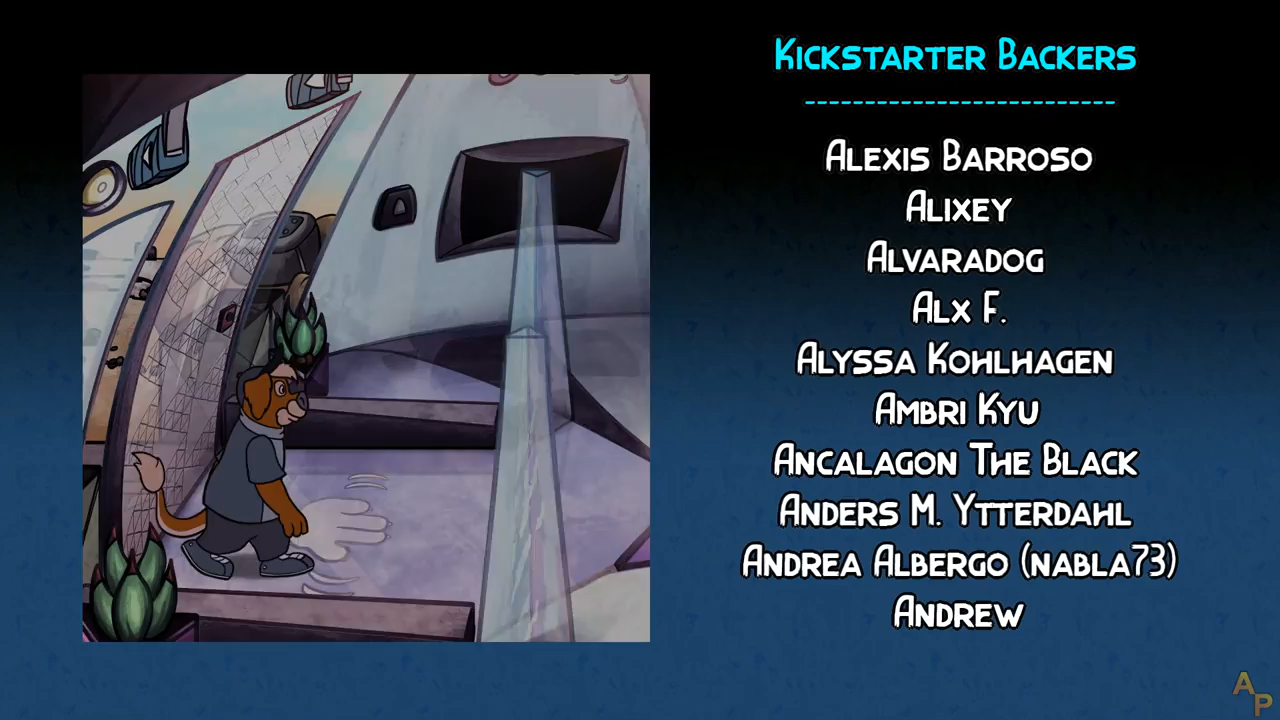 Kickstarter Backers
--------------------------
Alexis Barroso
Alixey
Alvaradog
Alx F.
Alyssa Kohlhagen
Ambri Kyu
Ancalagon The Black
Anders M. Ytterdahl
Andrea Albergo (nabla73)
Andrew
AP